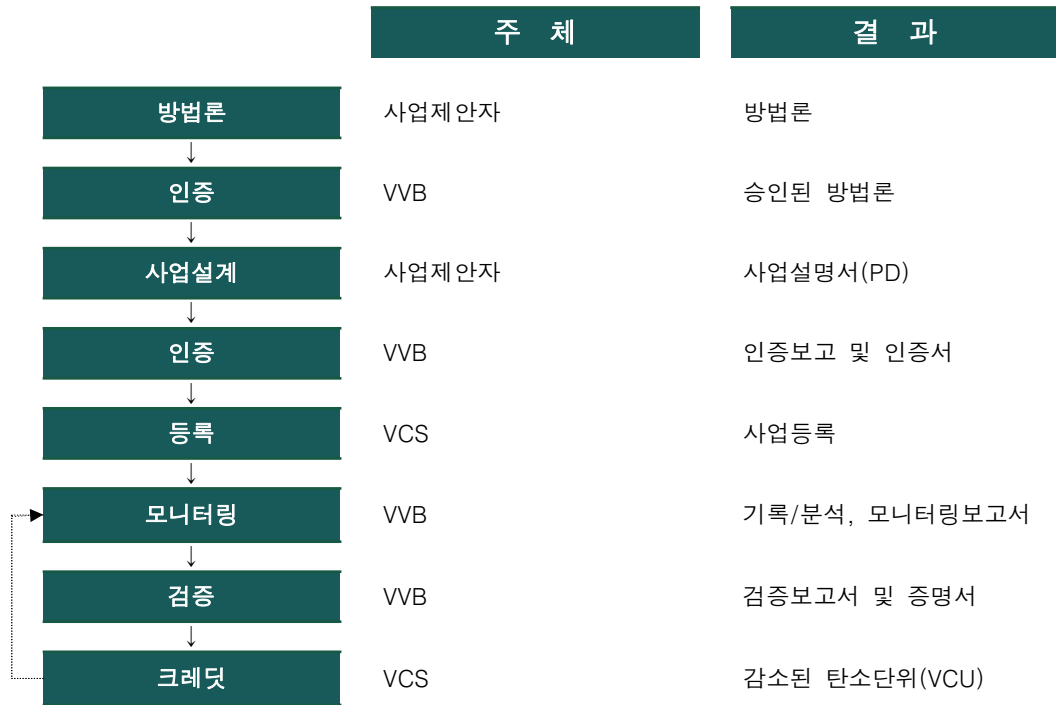 주 체 결 과
방법론 사업제안자 방법론
인증 VVB 승인된 방법론
사업설계 사업제안자 사업설명서(PD)
인증 VVB 인증보고 및 인증서
등록 VCS 사업등록
모니터링 VVB 기록/분석, 모니터링보고서
검증 VVB 검증보고서 및 증명서
크레딧 VCS 감소된 탄소단위(VCU)